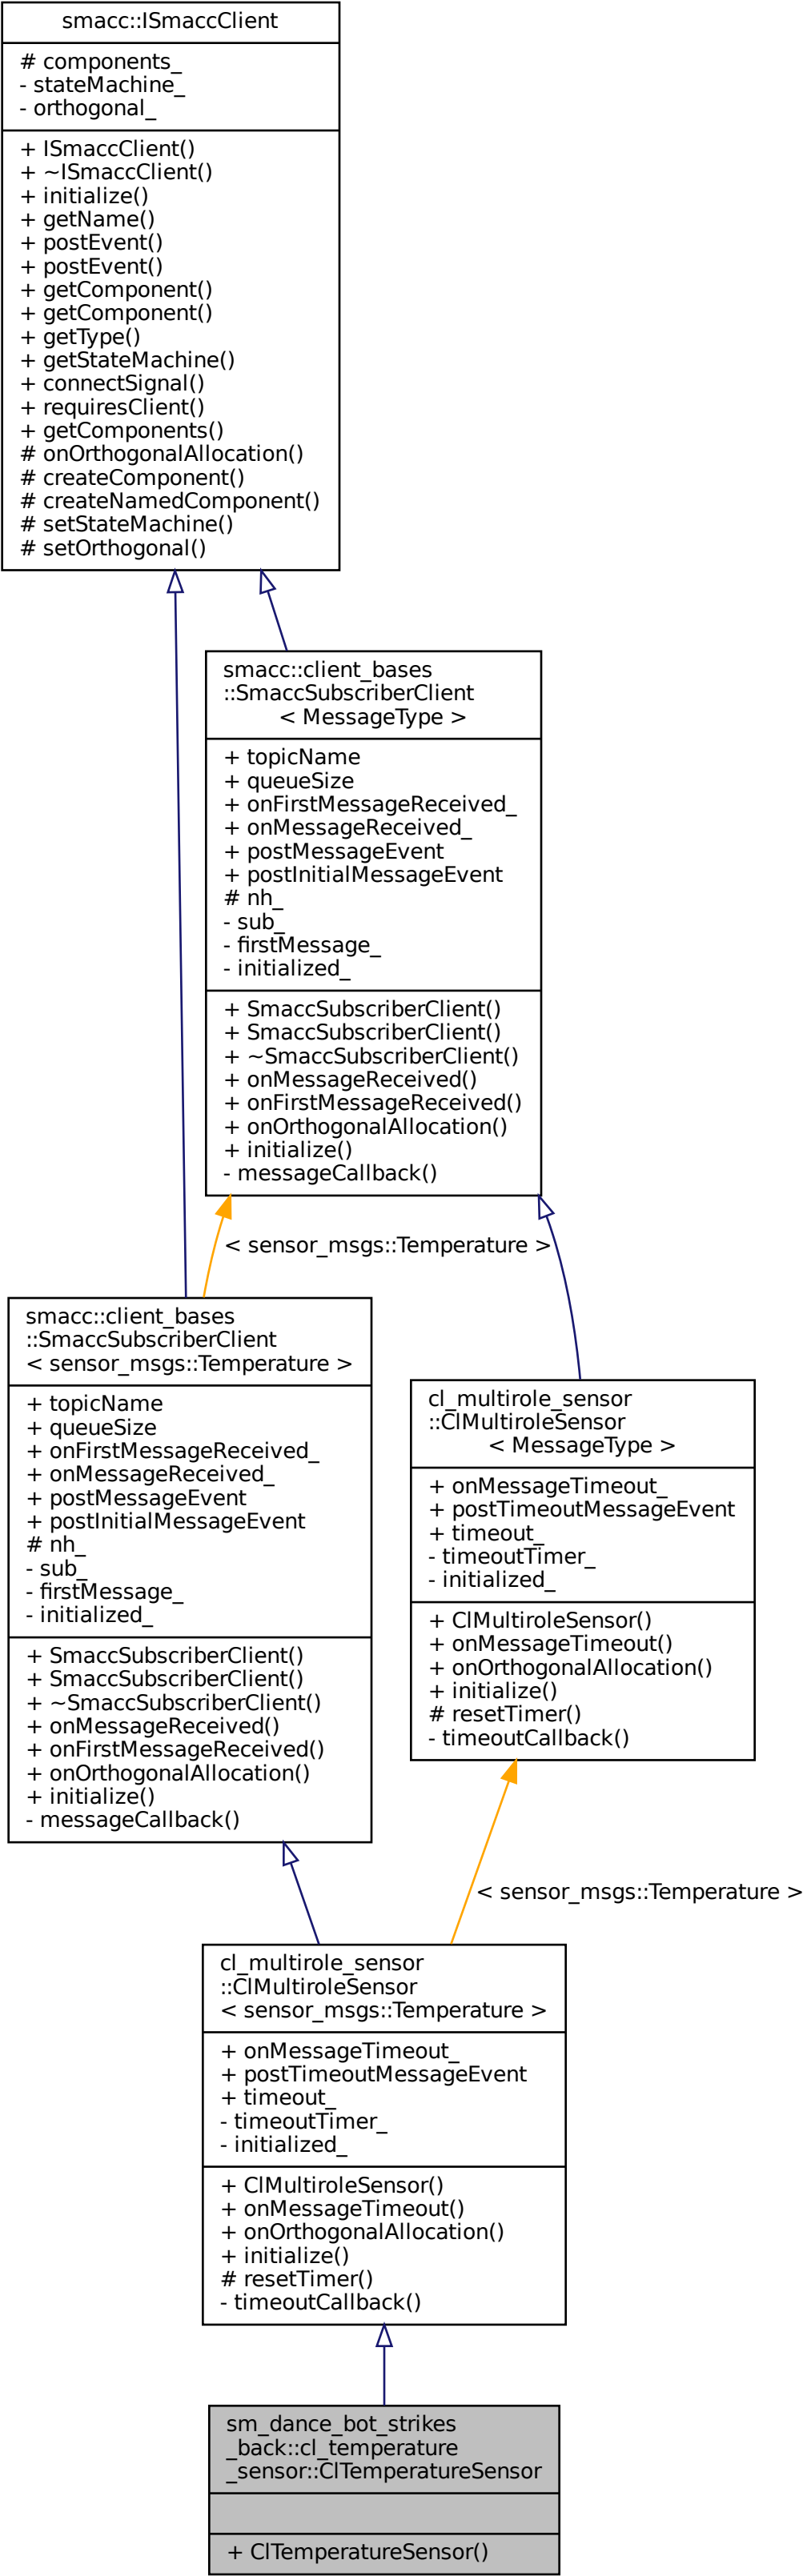 smacc::ISmaccClient
# components_
- stateMachine_
- orthogonal_
+ ISmaccClient()
+ ~ISmaccClient()
+ initialize()
+ getName()
+ postEvent()
+ postEvent()
+ getComponent()
+ getComponent()
+ getType()
+ getStateMachine()
+ connectSignal()
+ requiresClient()
+ getComponents()
# onOrthogonalAllocation()
# createComponent()
# createNamedComponent()
# setStateMachine()
# setOrthogonal()
smacc::client_bases
::SmaccSubscriberClient
< MessageType >
+ topicName
+ queueSize
+ onFirstMessageReceived_
+ onMessageReceived_
+ postMessageEvent
+ postInitialMessageEvent
# nh_
- sub_
- firstMessage_
- initialized_
+ SmaccSubscriberClient()
+ SmaccSubscriberClient()
+ ~SmaccSubscriberClient()
+ onMessageReceived()
+ onFirstMessageReceived()
+ onOrthogonalAllocation()
+ initialize()
- messageCallback()
< sensor_msgs::Temperature >
smacc::client_bases
::SmaccSubscriberClient
< sensor_msgs::Temperature >
+ topicName
+ queueSize
+ onFirstMessageReceived_
+ onMessageReceived_
+ postMessageEvent
+ postInitialMessageEvent
# nh_
- sub_
- firstMessage_
- initialized_
+ SmaccSubscriberClient()
+ SmaccSubscriberClient()
+ ~SmaccSubscriberClient()
+ onMessageReceived()
+ onFirstMessageReceived()
+ onOrthogonalAllocation()
+ initialize()
- messageCallback()
cl_multirole_sensor
::ClMultiroleSensor
< MessageType >
+ onMessageTimeout_
+ postTimeoutMessageEvent
+ timeout_
- timeoutTimer_
- initialized_
+ ClMultiroleSensor()
+ onMessageTimeout()
+ onOrthogonalAllocation()
+ initialize()
# resetTimer()
- timeoutCallback()
< sensor_msgs::Temperature >
cl_multirole_sensor
::ClMultiroleSensor
< sensor_msgs::Temperature >
+ onMessageTimeout_
+ postTimeoutMessageEvent
+ timeout_
- timeoutTimer_
- initialized_
+ ClMultiroleSensor()
+ onMessageTimeout()
+ onOrthogonalAllocation()
+ initialize()
# resetTimer()
- timeoutCallback()
sm_dance_bot_strikes
_back::cl_temperature
_sensor::ClTemperatureSensor
+ ClTemperatureSensor()